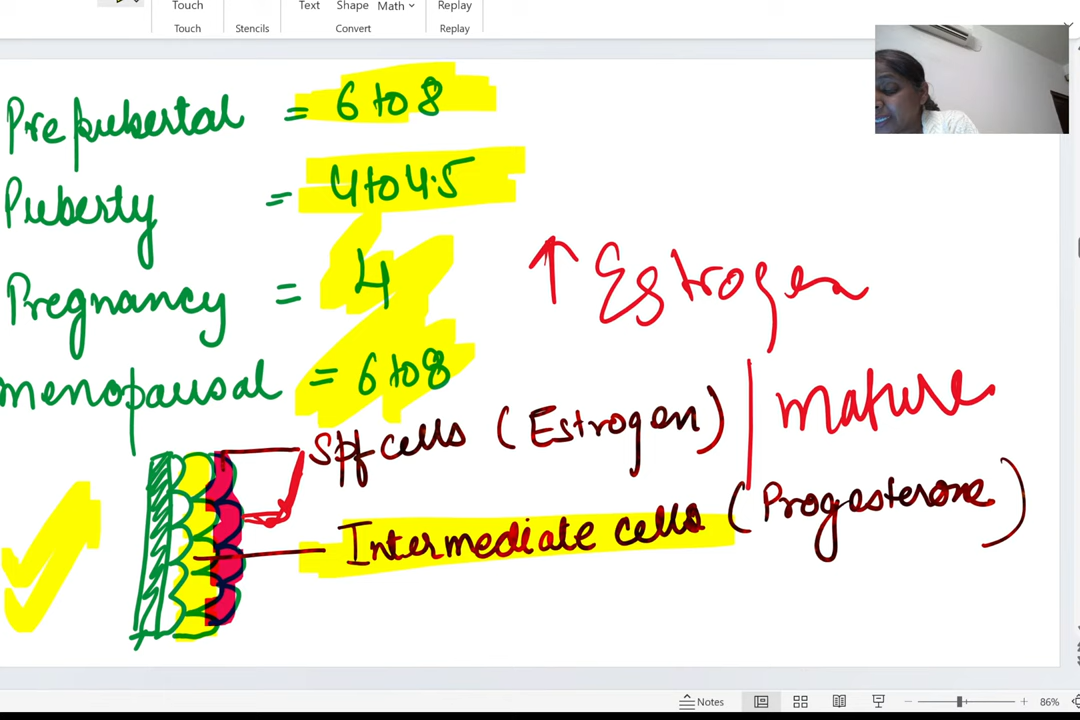 Text Shape Math Replay
Touch
Touch Stencils Convert Replay
Prepubertal = 6 to 8
Puberty = 4 to 4.5
Pregnancy = 4
menopausal = 6 to 8
↑ Estrogen
Spf cells (Estrogen) | mature
Intermediate cells (Progesterone)
Notes 86%